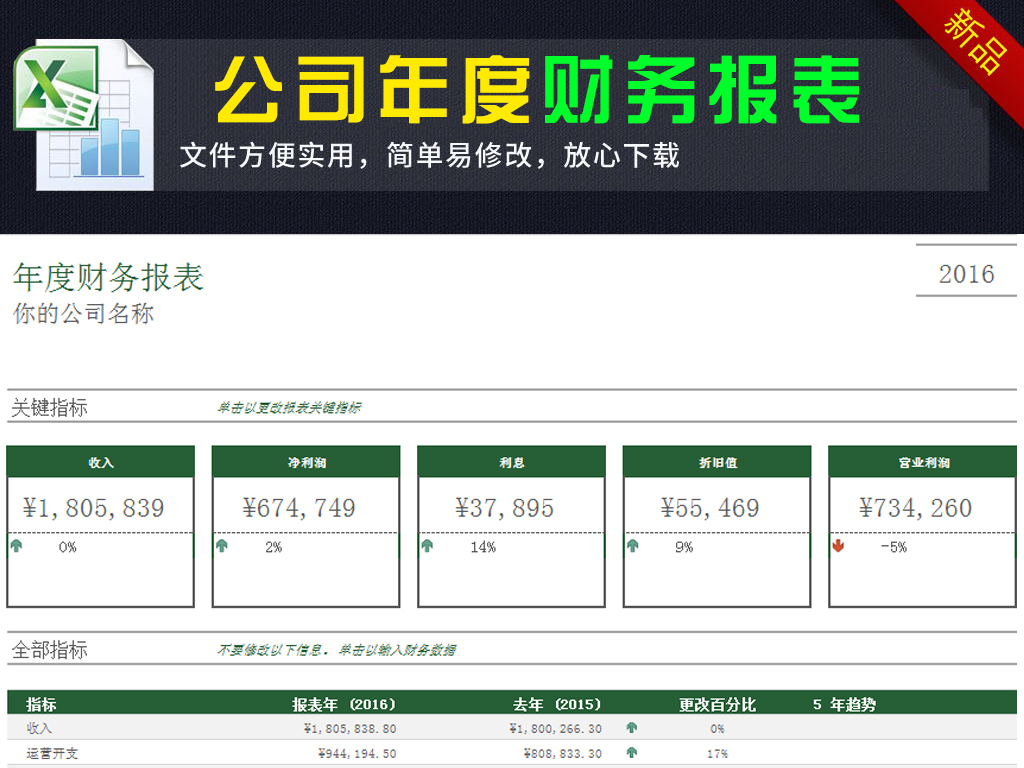 新品
公司年度财务报表
文件方便实用，简单易修改，放心下载
年度财务报表
2016
你的公司名称
关键指标 单击以更改报表关键指标
收入 净利润 利息 折旧值 营业利润
¥1,805,839 ¥674,749 ¥37,895 ¥55,469 ¥734,260
0% 2% 14% 9% -5%
全部指标 不要修改以下信息。单击以输入财务数据
指标 报表年 (2016) 去年 (2015) 更改百分比 5 年趋势
收入 ¥1,805,838.80 ¥1,800,266.30 0%
运营开支 ¥944,194.50 ¥808,833.30 17%